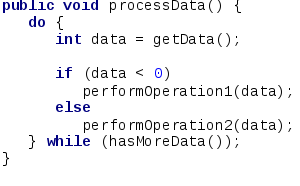 public void processData() {
   do {
      int data = getData();

      if (data < 0)
         performOperation1(data);
      else
         performOperation2(data);
   } while (hasMoreData());
}